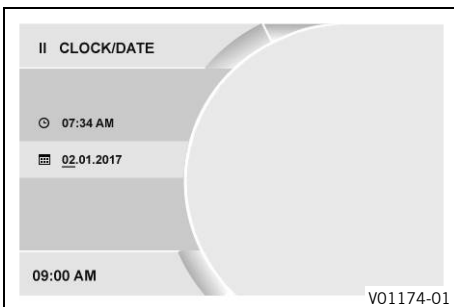 II CLOCK/DATE
07:34 AM
02.01.2017
09:00 AM
V01174-01